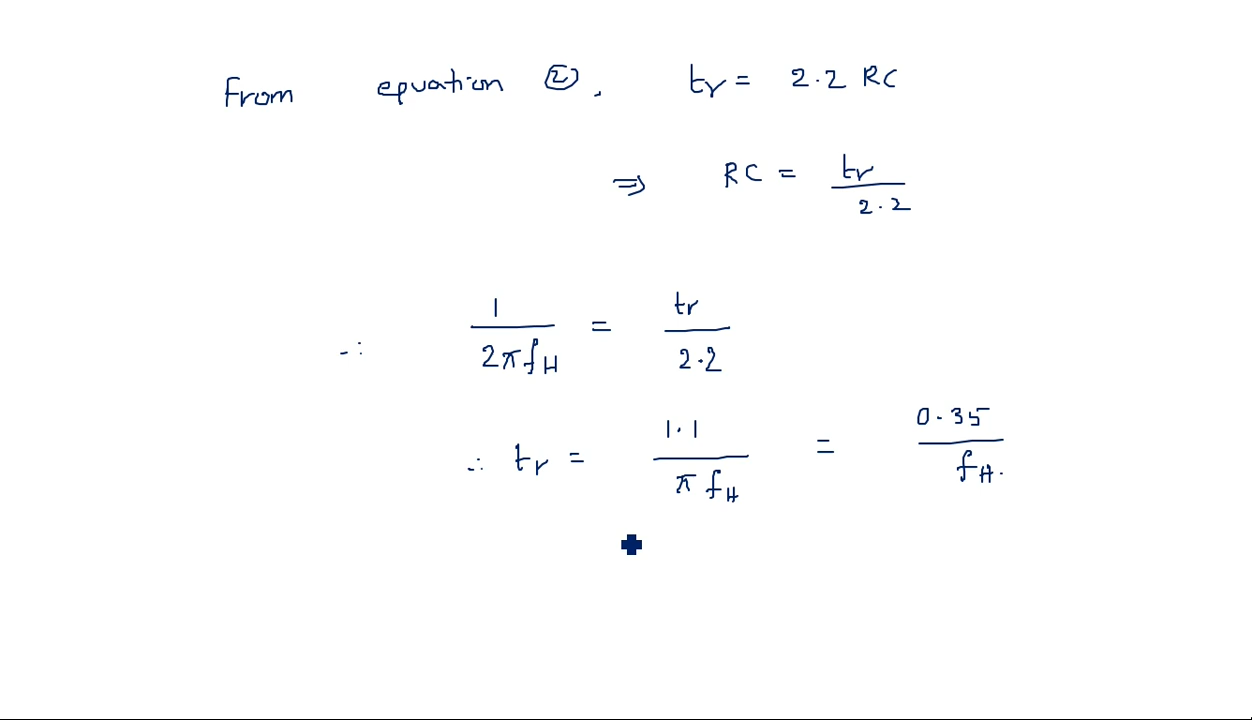 From equation ②, tr = 2.2 RC
⇒ RC = tr / 2.2
∴ 1 / 2πfH = tr / 2.2
∴ tr = 1.1 / πfH = 0.35 / fH.